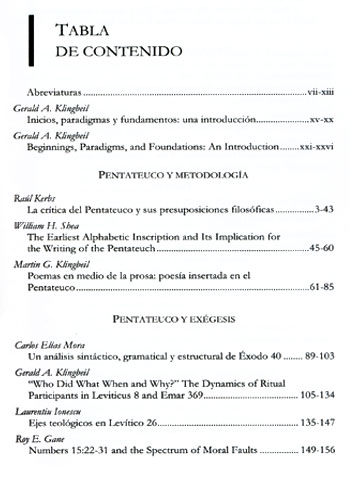 TABLA
DE CONTENIDO
Abreviaturas ........................................................ vii-xiii
Gerald A. Klingbeil
Inicios, paradigmas y fundamentos: una introducción...................... xv-xx
Gerald A. Klingbeil
Beginnings, Paradigms, and Foundations: An Introduction.......xxi-xxvi
PENTATEUCO Y METODOLOGÍA
Raúl Kerbs
La crítica del Pentateuco y sus presuposiciones filosóficas................3-43
William H. Shea
The Earliest Alphabetic Inscription and Its Implication for
the Writing of the Pentateuch.........................................45-60
Martin G. Klingbeil
Poemas en medio de la prosa: poesía insertada en el
Pentateuco..........................................................61-85
PENTATEUCO Y EXÉGESIS
Carlos Elías Mora
Un análisis sintáctico, gramatical y estructural de Éxodo 40 ........ 89-103
Gerald A. Klingbeil
“Who Did What When and Why?” The Dynamics of Ritual
Participants in Leviticus 8 and Emar 369............................105-134
Laurentiu Ionescu
Ejes teológicos en Levítico 26.......................................135-147
Roy E. Gane
Numbers 15:22-31 and the Spectrum of Moral Faults ................149-156